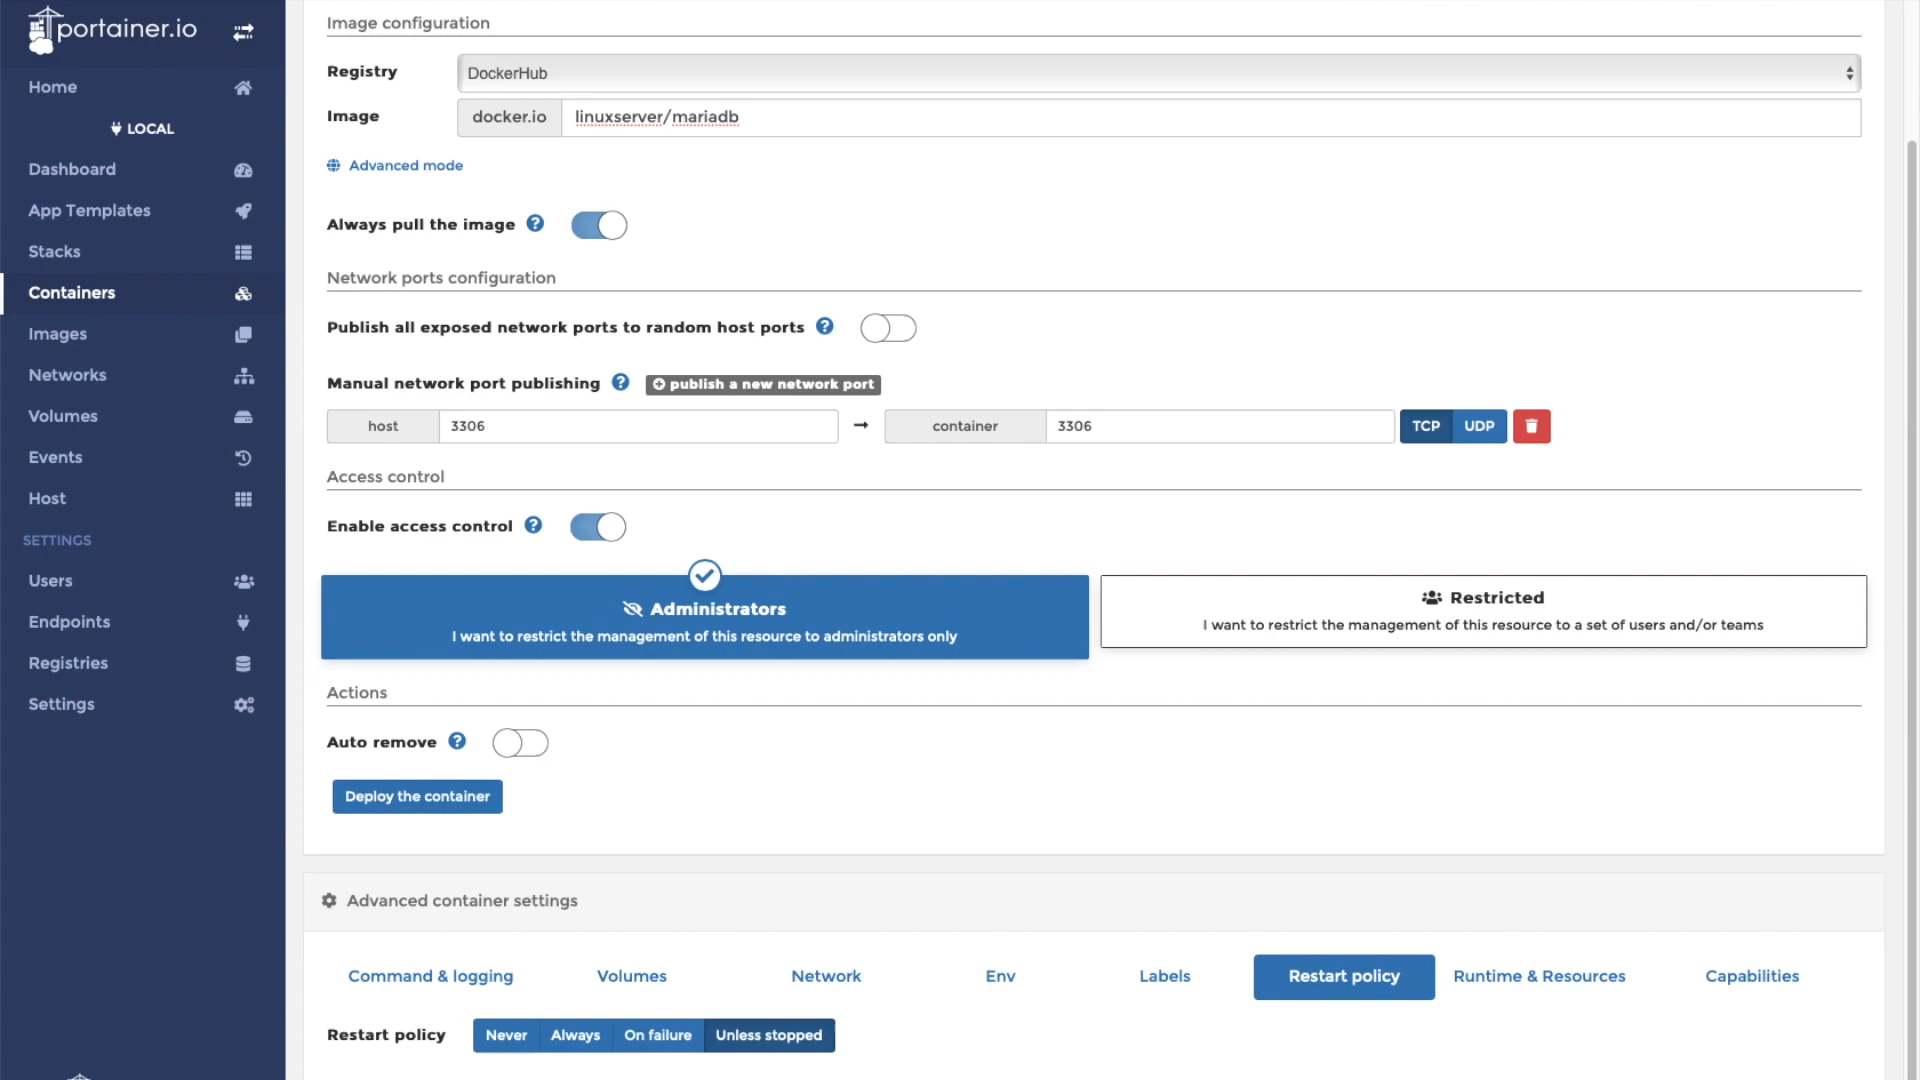 portainer.io
Home
LOCAL
Dashboard
App Templates
Stacks
Containers
Images
Networks
Volumes
Events
Host
SETTINGS
Users
Endpoints
Registries
Settings
Image configuration
Registry DockerHub
Image docker.io linuxserver/mariadb
Advanced mode
Always pull the image
Network ports configuration
Publish all exposed network ports to random host ports
Manual network port publishing publish a new network port
host 3306 → container 3306 TCP UDP
Access control
Enable access control
Administrators
I want to restrict the management of this resource to administrators only
Restricted
I want to restrict the management of this resource to a set of users and/or teams
Actions
Auto remove
Deploy the container
Advanced container settings
Command & logging Volumes Network Env Labels Restart policy Runtime & Resources Capabilities
Restart policy Never Always On failure Unless stopped